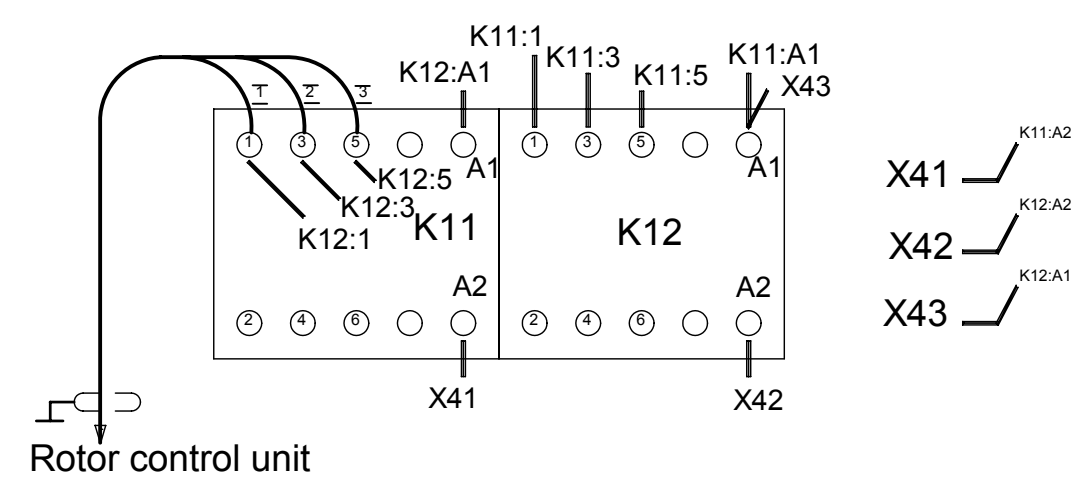 K11:1
K11:3
K11:A1
K12:A1
K11:5
X43
1 2 3
1 3 5 A1 1 3 5 A1
K12:5
K12:3
K12:1
K11
K12
A2 A2
2 4 6 2 4 6
X41
X42
K11:A2
X41
K12:A2
X42
K12:A1
X43
Rotor control unit